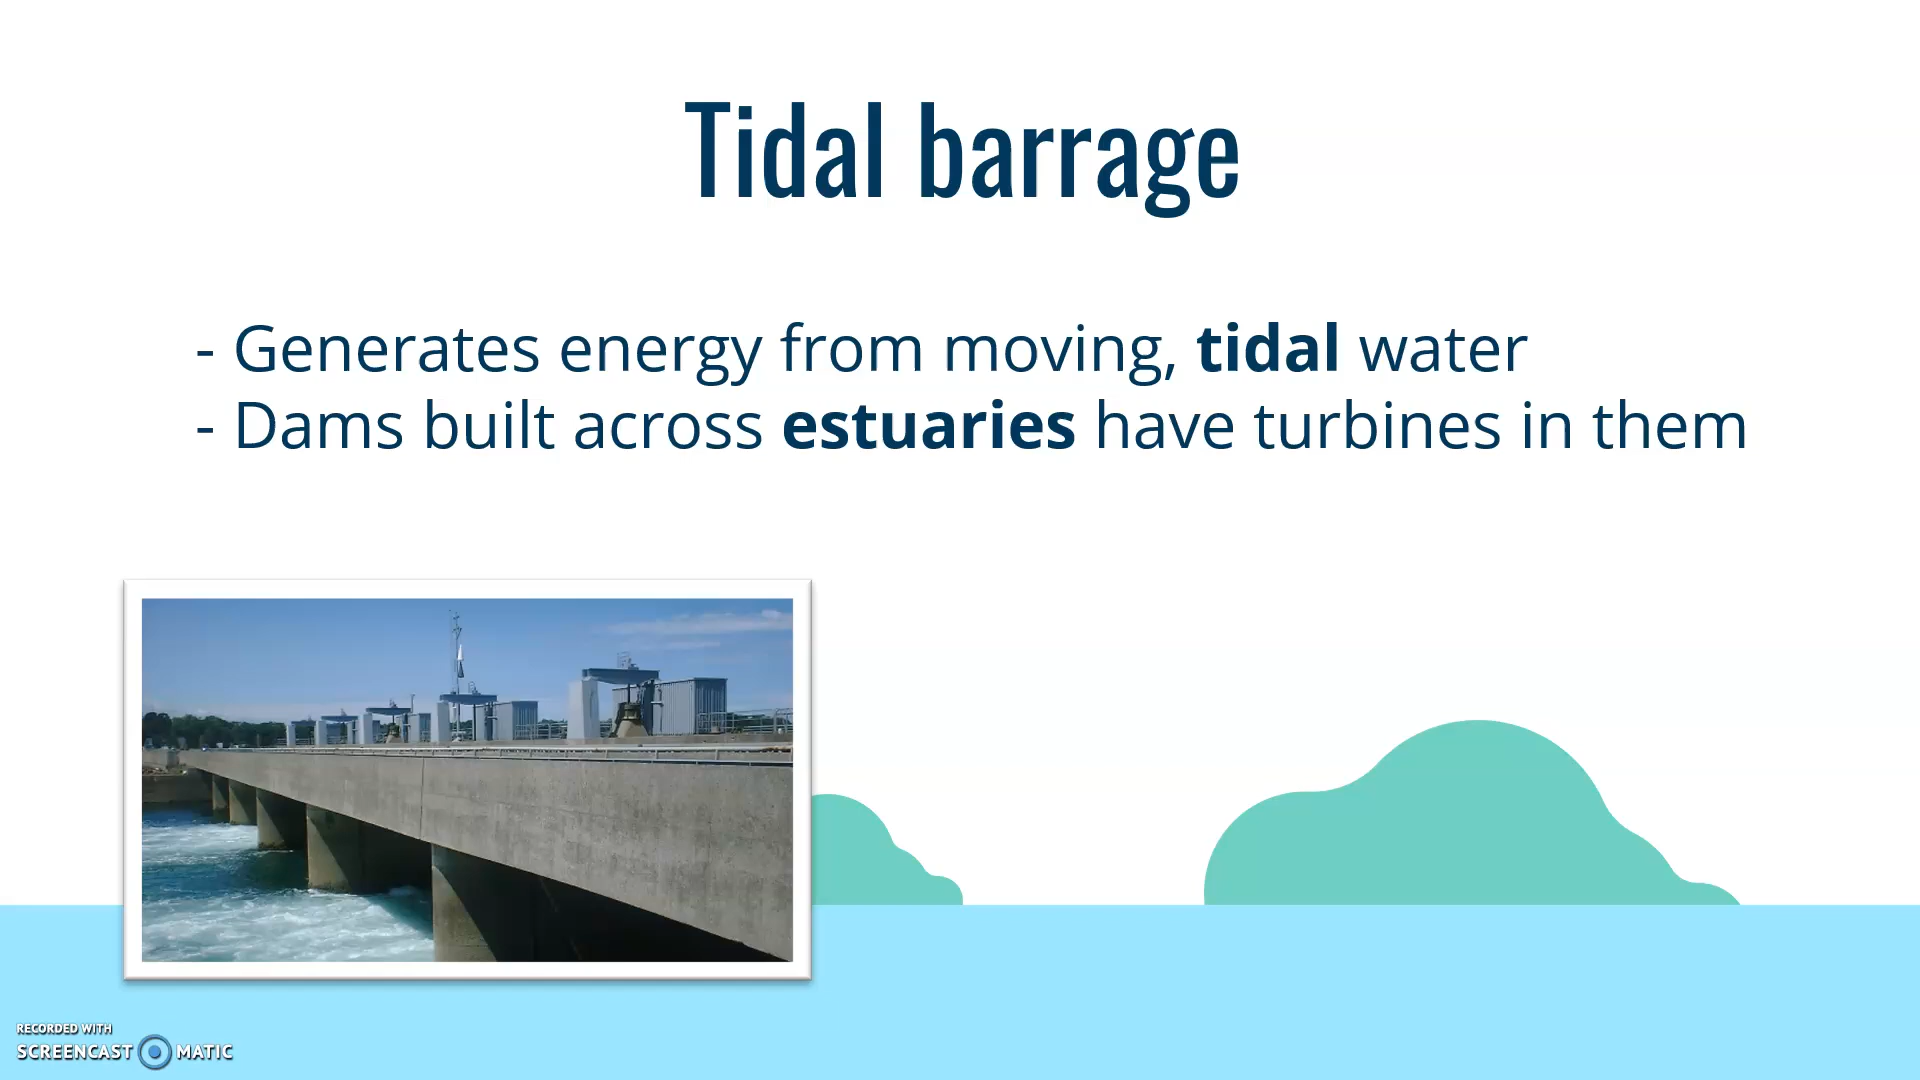 Tidal barrage
- Generates energy from moving, tidal water
- Dams built across estuaries have turbines in them
RECORDED WITH
SCREENCAST MATIC